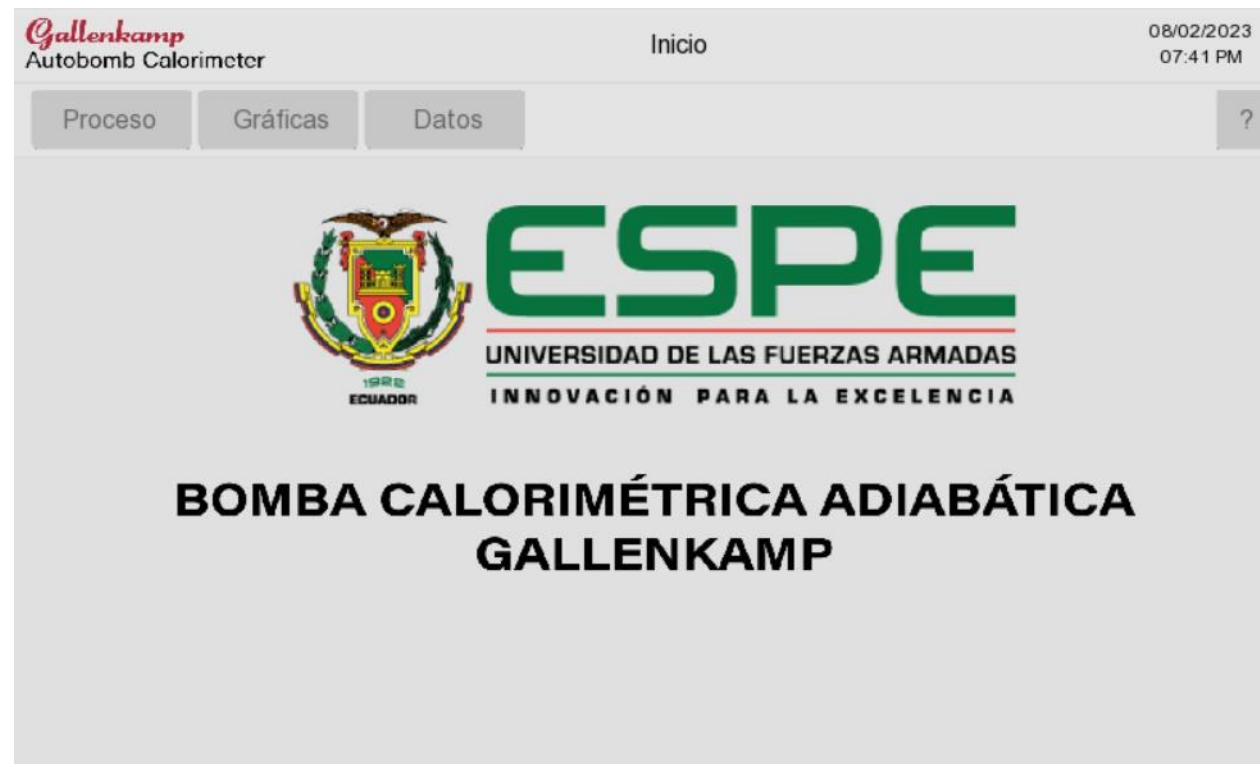 Gallenkamp
Autobomb Calorimeter
Inicio
08/02/2023
07:41 PM
Proceso
Gráficas
Datos
?
ESPE
UNIVERSIDAD DE LAS FUERZAS ARMADAS
INNOVACIÓN PARA LA EXCELENCIA
1922
ECUADOR
BOMBA CALORIMÉTRICA ADIABÁTICA
GALLENKAMP